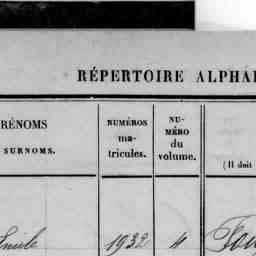 RÉPERTOIRE ALPHA
RÉNOMS
SURNOMS.
NUMÉROS
ma-
tricules.
NU-
MÉRO
du
volume.
(Il doit
Emile 1932 4